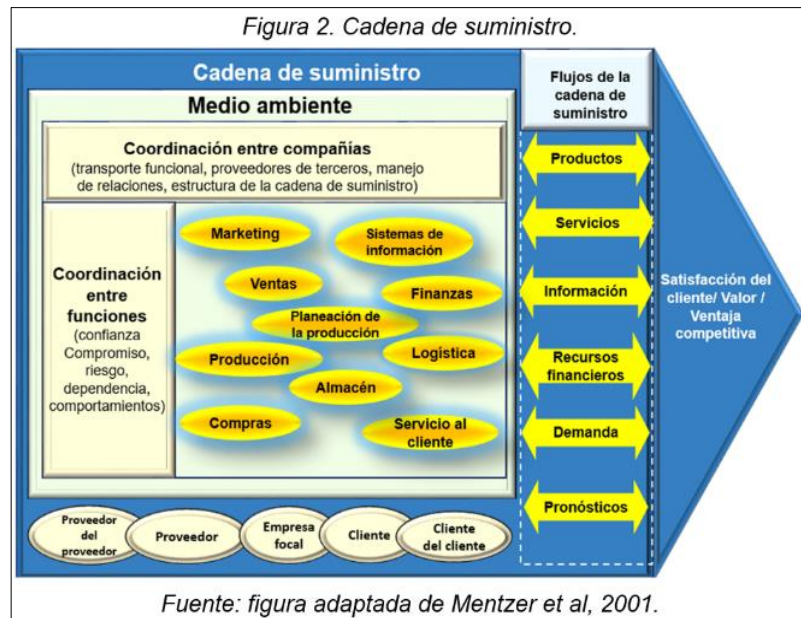 Figura 2. Cadena de suministro.
Cadena de suministro
Medio ambiente
Coordinación entre compañías
(transporte funcional, proveedores de terceros, manejo
de relaciones, estructura de la cadena de suministro)
Coordinación
entre
funciones
(confianza
Compromiso,
riesgo,
dependencia,
comportamientos)
Marketing
Sistemas de
información
Ventas
Finanzas
Planeación de
la producción
Producción
Logística
Almacén
Compras
Servicio al
cliente
Proveedor
del
proveedor
Proveedor
Empresa
focal
Cliente
Cliente
del cliente
Flujos de la
cadena de
suministro
Productos
Servicios
Información
Recursos
financieros
Demanda
Pronósticos
Satisfacción del
cliente/ Valor /
Ventaja
competitiva
Fuente: figura adaptada de Mentzer et al, 2001.